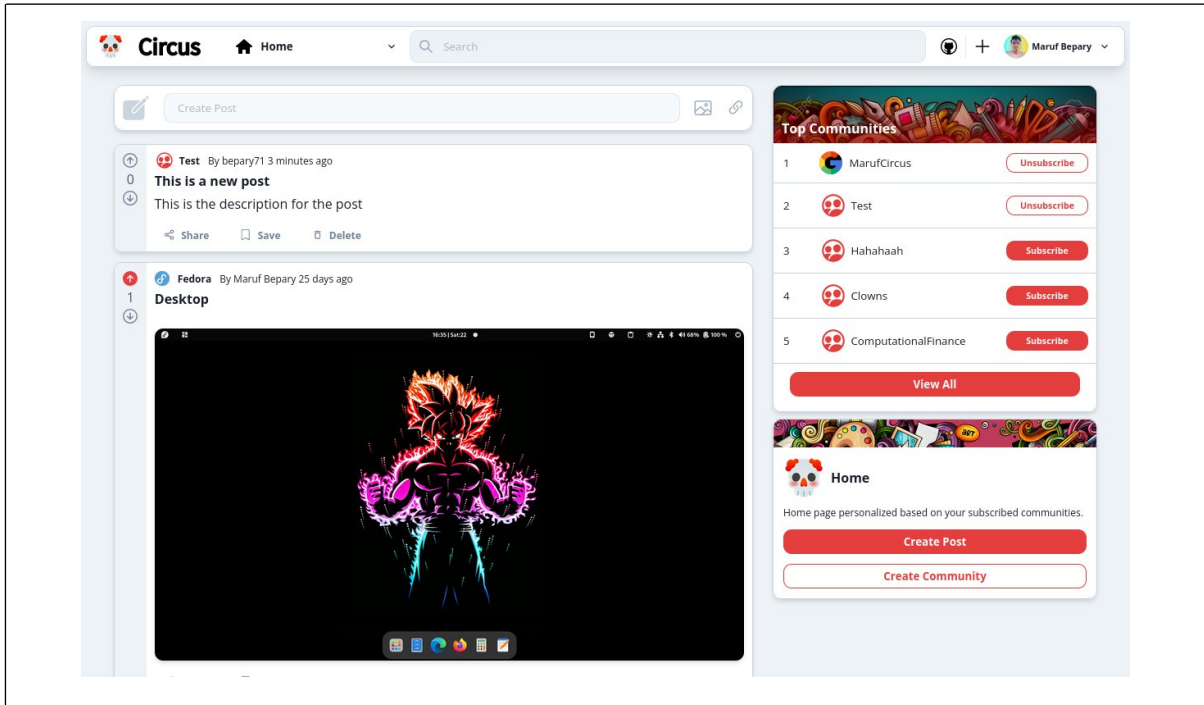 Circus
Home
Search
Maruf Bepary
Create Post
Test By bepary71 3 minutes ago
0
This is a new post
This is the description for the post
Share Save Delete
Fedora By Maruf Bepary 25 days ago
1
Desktop
16:35 | Sat:22
68% 100 %
Top Communities
1 MarufCircus Unsubscribe
2 Test Unsubscribe
3 Hahahaah Subscribe
4 Clowns Subscribe
5 ComputationalFinance Subscribe
View All
ART
Home
Home page personalized based on your subscribed communities.
Create Post
Create Community